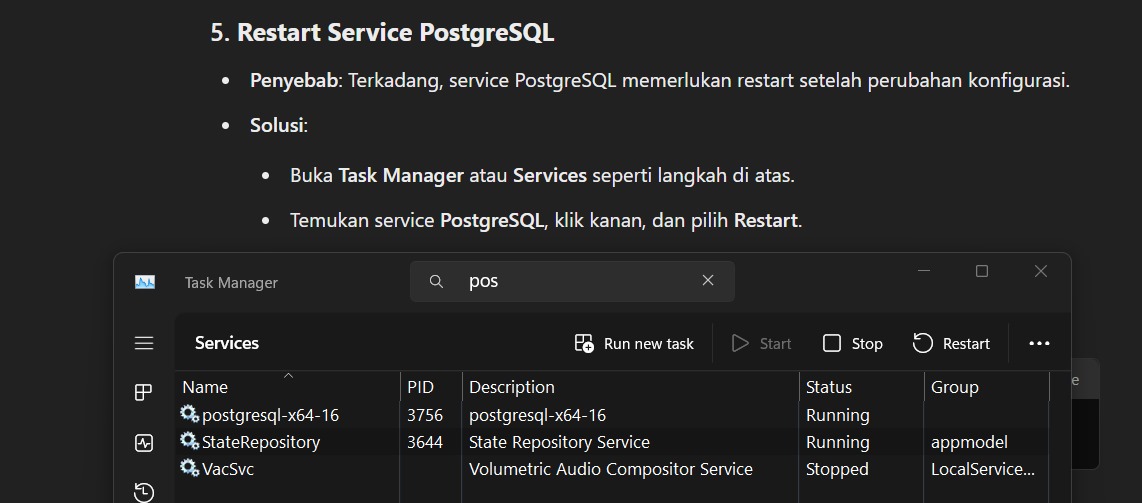 5. Restart Service PostgreSQL
• Penyebab: Terkadang, service PostgreSQL memerlukan restart setelah perubahan konfigurasi.
• Solusi:
• Buka Task Manager atau Services seperti langkah di atas.
• Temukan service PostgreSQL, klik kanan, dan pilih Restart.
Task Manager pos
Services Run new task Start Stop Restart
Name PID Description Status Group
postgresql-x64-16 3756 postgresql-x64-16 Running
StateRepository 3644 State Repository Service Running appmodel
VacSvc Volumetric Audio Compositor Service Stopped LocalService...